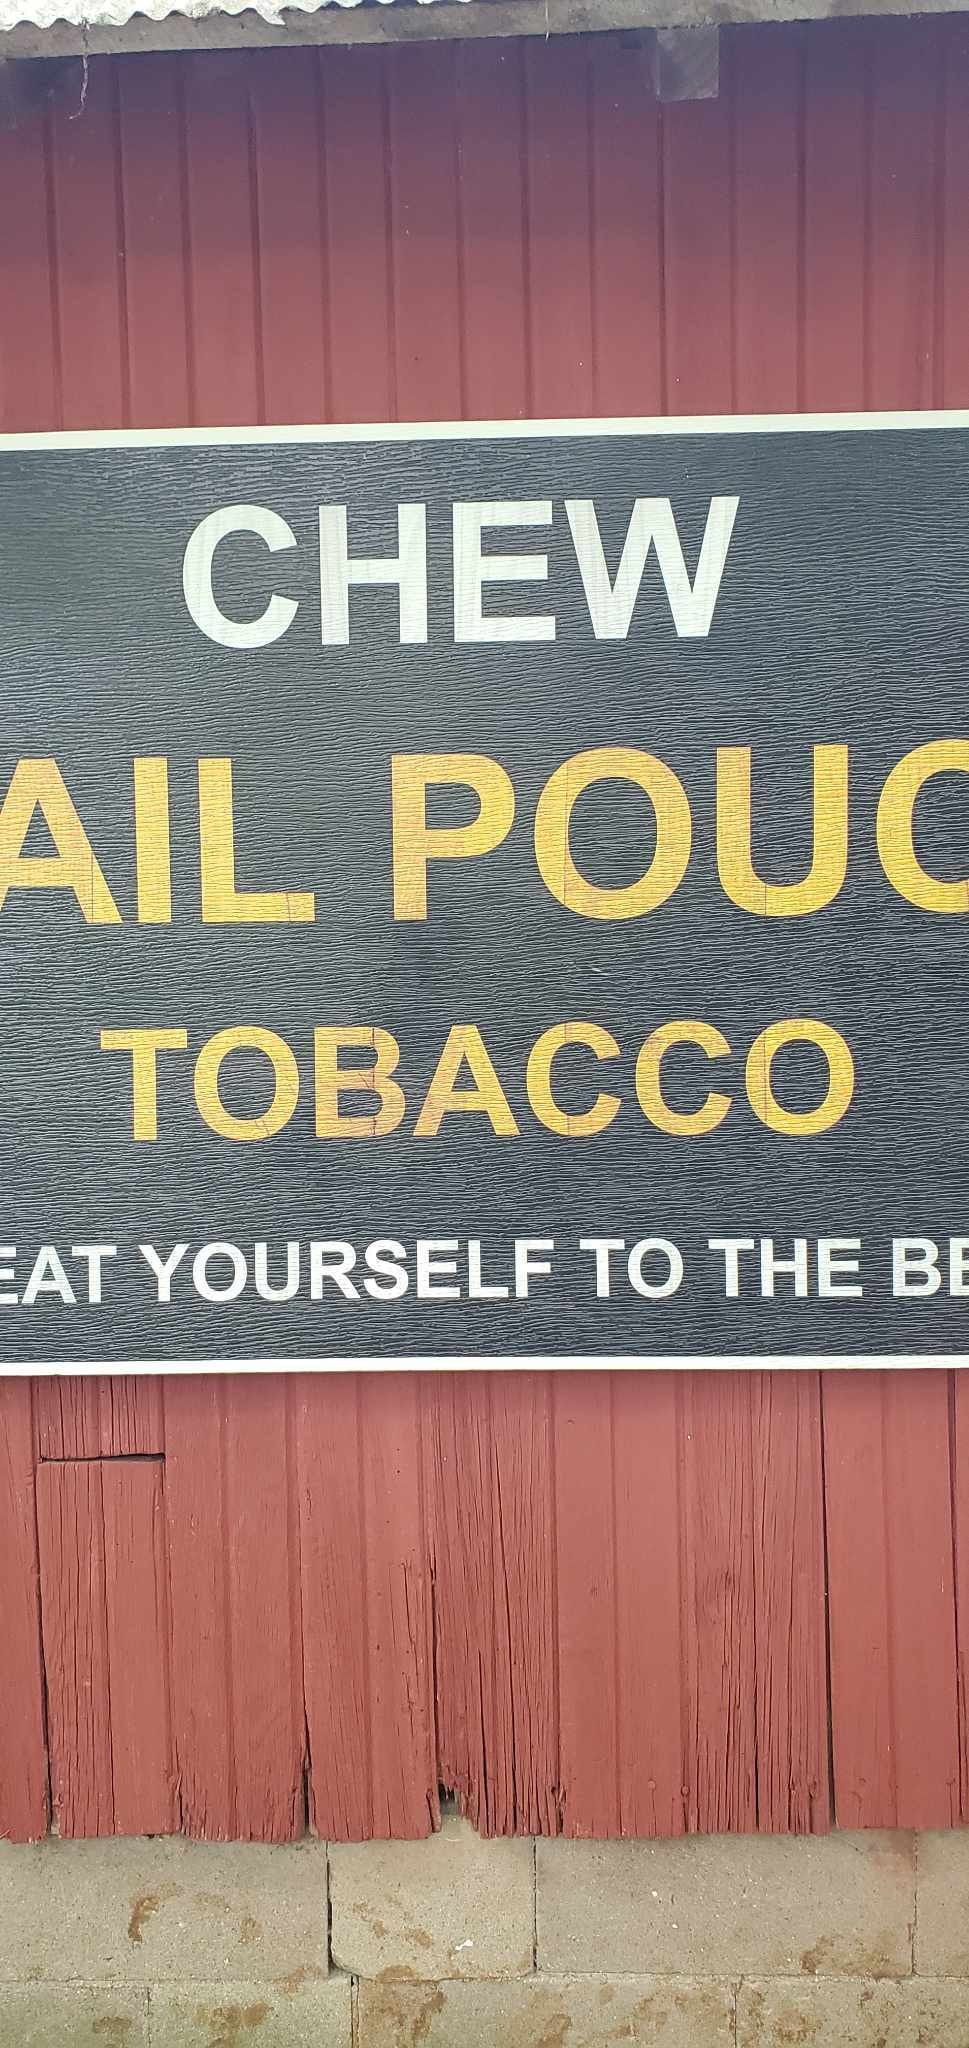 CHEW
AIL POUC
TOBACCO
EAT YOURSELF TO THE BE